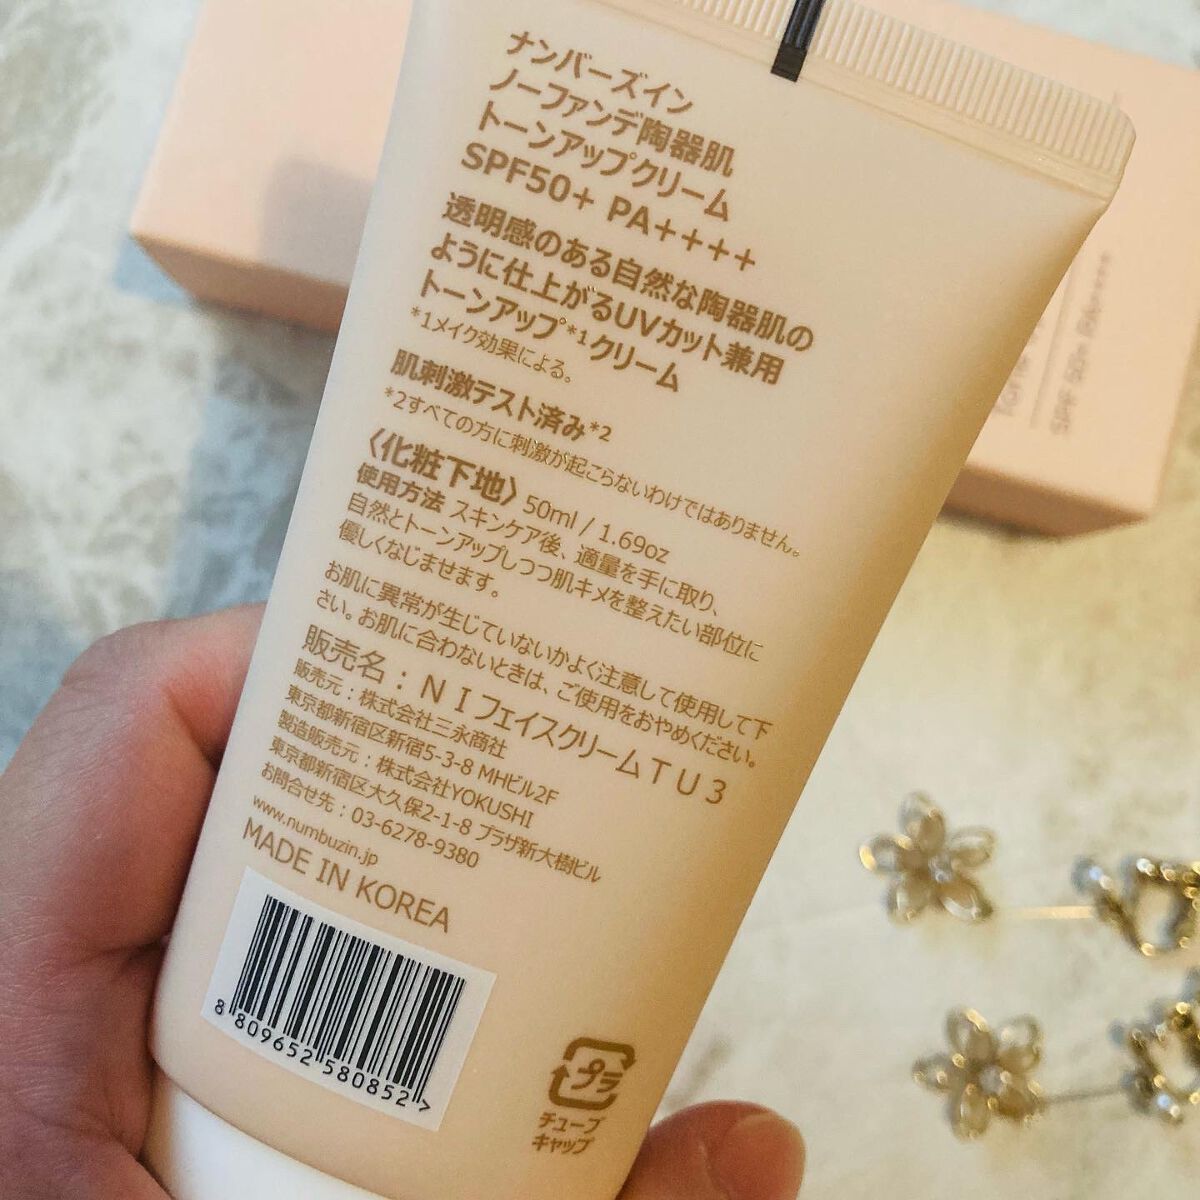 ナンバーズイン
ノーファンデ陶器肌
トーンアップクリーム
SPF50+ PA++++
透明感のある自然な陶器肌の
ように仕上がるUVカット兼用
トーンアップ*1クリーム
*1メイク効果による。
肌刺激テスト済み*2
*2すべての方に刺激が起こらないわけではありません。
〈化粧下地〉 50ml / 1.69oz
使用方法 スキンケア後、適量を手に取り、
自然とトーンアップしつつ肌キメを整えたい部位に
優しくなじませます。
お肌に異常が生じていないかよく注意して使用して下
さい。お肌に合わないときは、ご使用をおやめください。
販売名：ＮＩフェイスクリームＴＵ３
販売元：株式会社三永商社
東京都新宿区新宿5-3-8 MHビル2F
製造販売元：株式会社YOKUSHI
東京都新宿区大久保2-1-8 プラザ新大樹ビル
お問合せ先：03-6278-9380
www.numbuzin.jp
MADE IN KOREA
8 809652 580852 >
プラ
チューブ
キャップ
SPF 50+ PA++++